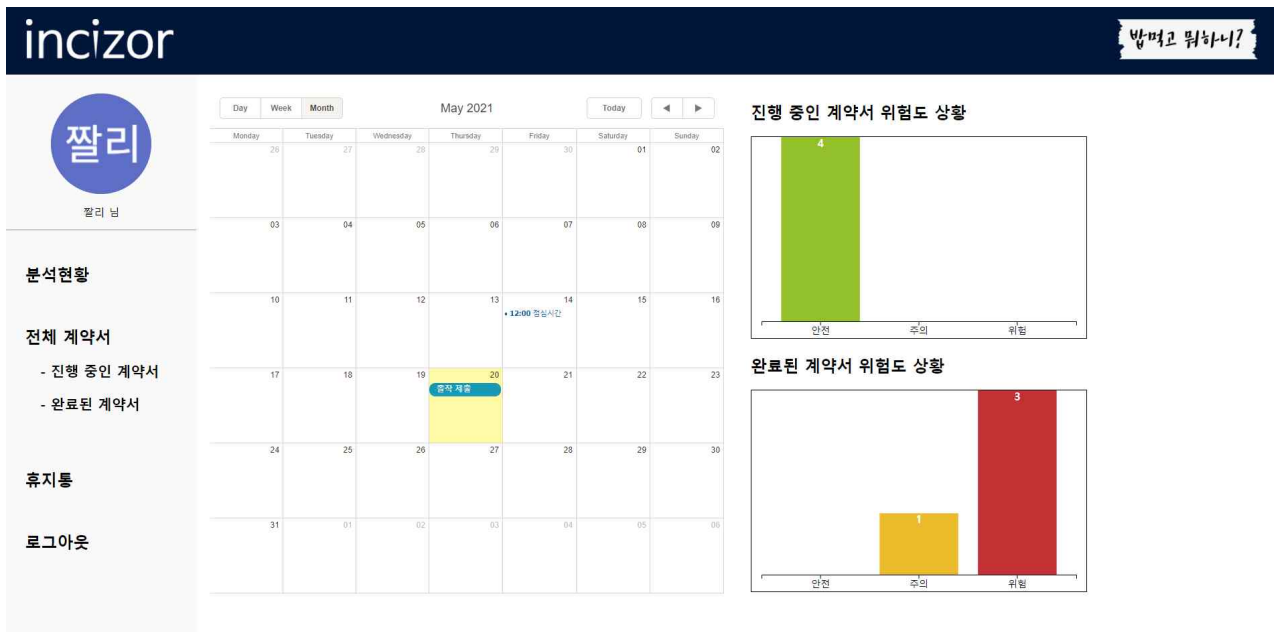 incizor
밥먹고 뭐하니?
짤리
짤리 님
분석현황
전체 계약서
- 진행 중인 계약서
- 완료된 계약서
휴지통
로그아웃
Day Week Month May 2021 Today ◀ ▶
Monday Tuesday Wednesday Thursday Friday Saturday Sunday
26 27 28 29 30 01 02
03 04 05 06 07 08 09
10 11 12 13 14 15 16
• 12:00 점심시간
17 18 19 20 21 22 23
출작 제출
24 25 26 27 28 29 30
31 01 02 03 04 05 06
진행 중인 계약서 위험도 상황
4
안전 주의 위험
완료된 계약서 위험도 상황
3
1
안전 주의 위험